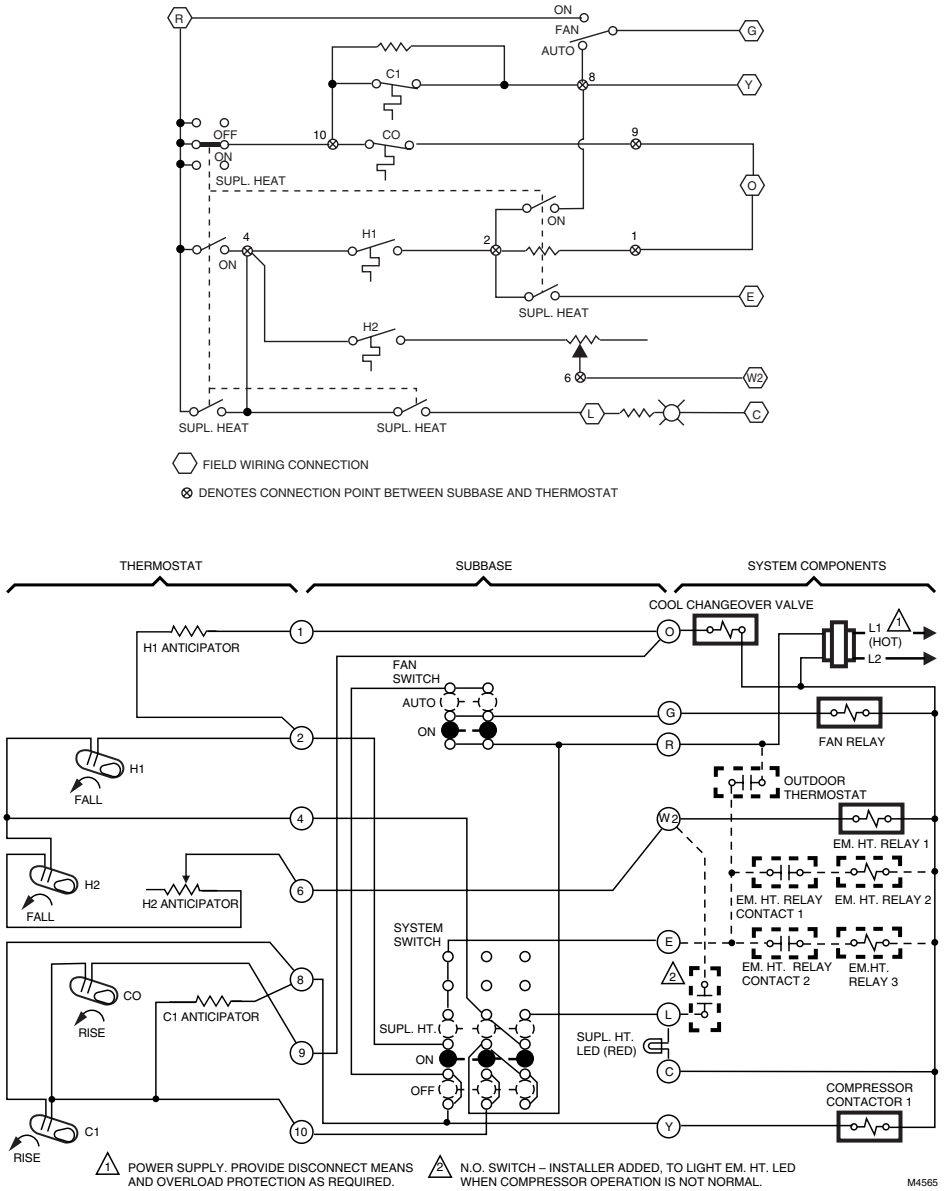 R
ON
FAN
AUTO
G
C1
8
Y
OFF
10
CO
9
ON
SUPL. HEAT
O
ON
4
H1
2
1
ON
E
SUPL. HEAT
H2
6
W2
L
C
SUPL. HEAT
SUPL. HEAT
FIELD WIRING CONNECTION
DENOTES CONNECTION POINT BETWEEN SUBBASE AND THERMOSTAT
THERMOSTAT
SUBBASE
SYSTEM COMPONENTS
COOL CHANGEOVER VALVE
1
O
L1
(HOT)
1
L2
H1 ANTICIPATOR
FAN
SWITCH
AUTO
ON
G
FAN RELAY
2
R
H1
FALL
OUTDOOR
THERMOSTAT
4
W2
EM. HT. RELAY 1
H2
FALL
H2 ANTICIPATOR
6
EM. HT. RELAY
CONTACT 1
EM. HT. RELAY 2
SYSTEM
SWITCH
E
2
EM. HT. RELAY
CONTACT 2
EM.HT.
RELAY 3
8
CO
RISE
C1 ANTICIPATOR
SUPL. HT.
L
SUPL. HT.
LED (RED)
9
ON
C
OFF
COMPRESSOR
CONTACTOR 1
C1
RISE
10
Y
1 POWER SUPPLY. PROVIDE DISCONNECT MEANS
AND OVERLOAD PROTECTION AS REQUIRED.
2 N.O. SWITCH – INSTALLER ADDED, TO LIGHT EM. HT. LED
WHEN COMPRESSOR OPERATION IS NOT NORMAL.
M4565